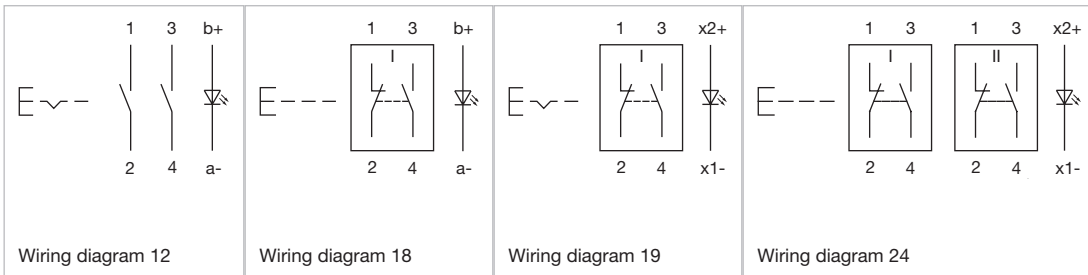 1 3 b+
2 4 a-
Wiring diagram 12
1 3 b+
I
2 4 a-
Wiring diagram 18
1 3 x2+
I
2 4 x1-
Wiring diagram 19
1 3 1 3 x2+
I II
2 4 2 4 x1-
Wiring diagram 24